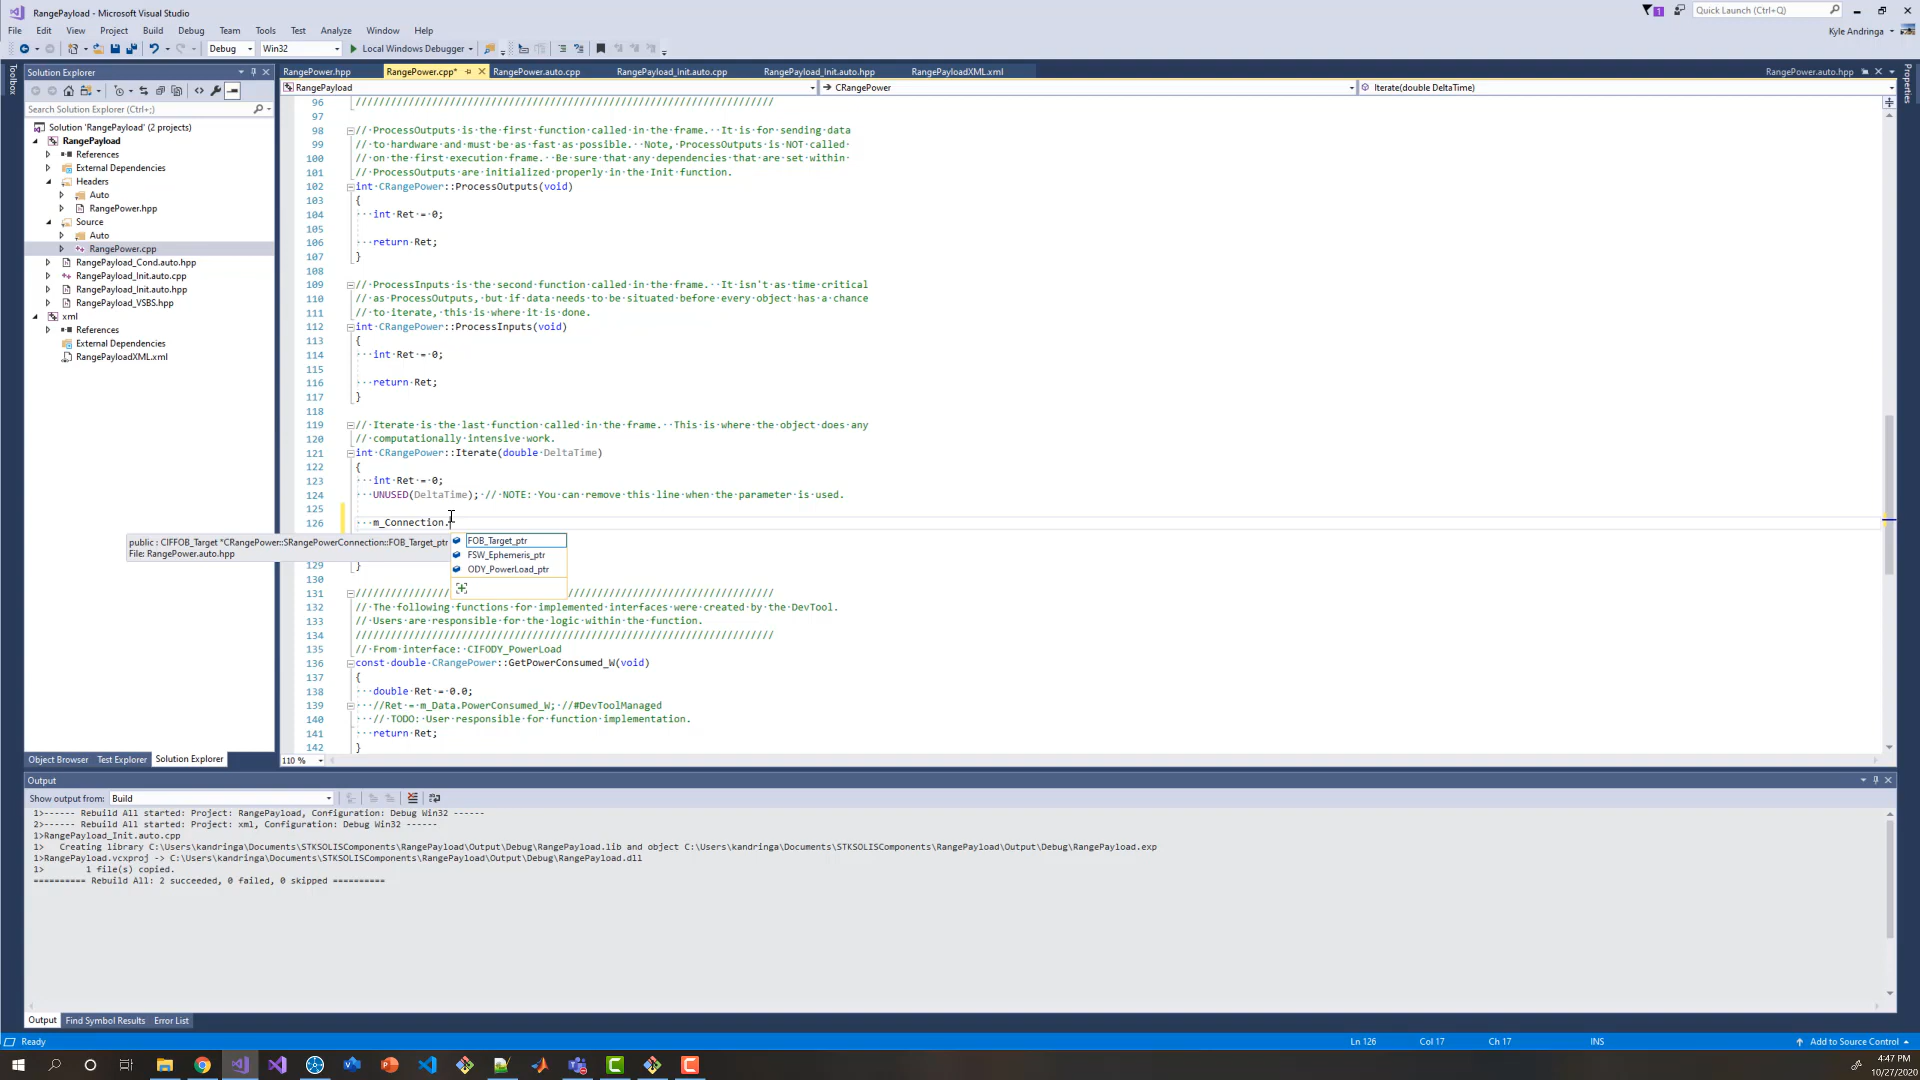 RangePayload - Microsoft Visual Studio
1
Quick Launch (Ctrl+Q)
File Edit View Project Build Debug Team Tools Test Analyze Window Help
Kyle Andringa
Debug Win32 Local Windows Debugger
Toolbox
Solution Explorer
RangePower.hpp RangePower.cpp* RangePower.auto.cpp RangePayload_Init.auto.cpp RangePayload_Init.auto.hpp RangePayloadXML.xml RangePower.auto.hpp
Properties
RangePayload CRangePower Iterate(double DeltaTime)
Search Solution Explorer (Ctrl+;)
Solution 'RangePayload' (2 projects)
RangePayload
References
External Dependencies
Headers
Auto
RangePower.hpp
Source
Auto
RangePower.cpp
RangePayload_Cond.auto.hpp
RangePayload_Init.auto.cpp
RangePayload_Init.auto.hpp
RangePayload_VSBS.hpp
xml
References
External Dependencies
RangePayloadXML.xml
Object Browser Test Explorer Solution Explorer
96 ///////////////////////////////////////////////////////////////////////
97
98 // ProcessOutputs is the first function called in the frame.  It is for sending data
99 // to hardware and must be as fast as possible.  Note, ProcessOutputs is NOT called
100 // on the first execution frame.  Be sure that any dependencies that are set within
101 // ProcessOutputs are initialized properly in the Init function.
102 int CRangePower::ProcessOutputs(void)
103 {
104 int Ret = 0;
105
106 return Ret;
107 }
108
109 // ProcessInputs is the second function called in the frame.  It isn't as time critical
110 // as ProcessOutputs, but if data needs to be situated before every object has a chance
111 // to iterate, this is where it is done.
112 int CRangePower::ProcessInputs(void)
113 {
114 int Ret = 0;
115
116 return Ret;
117 }
118
119 // Iterate is the last function called in the frame.  This is where the object does any
120 // computationally intensive work.
121 int CRangePower::Iterate(double DeltaTime)
122 {
123 int Ret = 0;
124 UNUSED(DeltaTime); // NOTE: You can remove this line when the parameter is used.
125
126 m_Connection.
public : CIFFOB_Target *CRangePower::SRangePowerConnection::FOB_Target_ptr
File: RangePower.auto.hpp
FOB_Target_ptr
FSW_Ephemeris_ptr
ODY_PowerLoad_ptr
129 }
130
131 ///////////////////////////////////////////////////////////////////////
132 // The following functions for implemented interfaces were created by the DevTool.
133 // Users are responsible for the logic within the function.
134 ///////////////////////////////////////////////////////////////////////
135 // From interface: CIFODY_PowerLoad
136 const double CRangePower::GetPowerConsumed_W(void)
137 {
138 double Ret = 0.0;
139 //Ret = m_Data.PowerConsumed_W; //#DevToolManaged
140 // TODO: User responsible for function implementation.
141 return Ret;
142 }
110 %
Output
Show output from: Build
1>------ Rebuild All started: Project: RangePayload, Configuration: Debug Win32 ------
2>------ Rebuild All started: Project: xml, Configuration: Debug Win32 ------
1>RangePayload_Init.auto.cpp
1>   Creating library C:\Users\kandringa\Documents\STKSOLISComponents\RangePayload\Output\Debug\RangePayload.lib and object C:\Users\kandringa\Documents\STKSOLISComponents\RangePayload\Output\Debug\RangePayload.exp
1>RangePayload.vcxproj -> C:\Users\kandringa\Documents\STKSOLISComponents\RangePayload\Output\Debug\RangePayload.dll
1>        1 file(s) copied.
========== Rebuild All: 2 succeeded, 0 failed, 0 skipped ==========
Output Find Symbol Results Error List
Ready Ln 126 Col 17 Ch 17 INS Add to Source Control
4:47 PM
10/27/2020